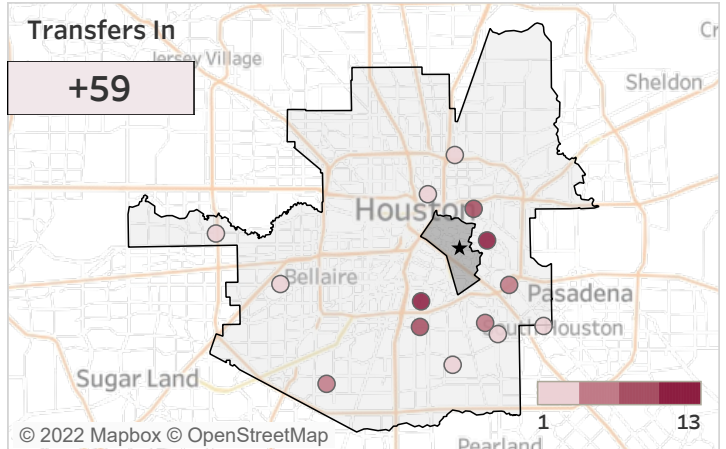 Transfers In
+59
Jersey Village
Cr
Sheldon
Houston
Bellaire
Pasadena
South Houston
Sugar Land
1 13
© 2022 Mapbox © OpenStreetMap
Pearland